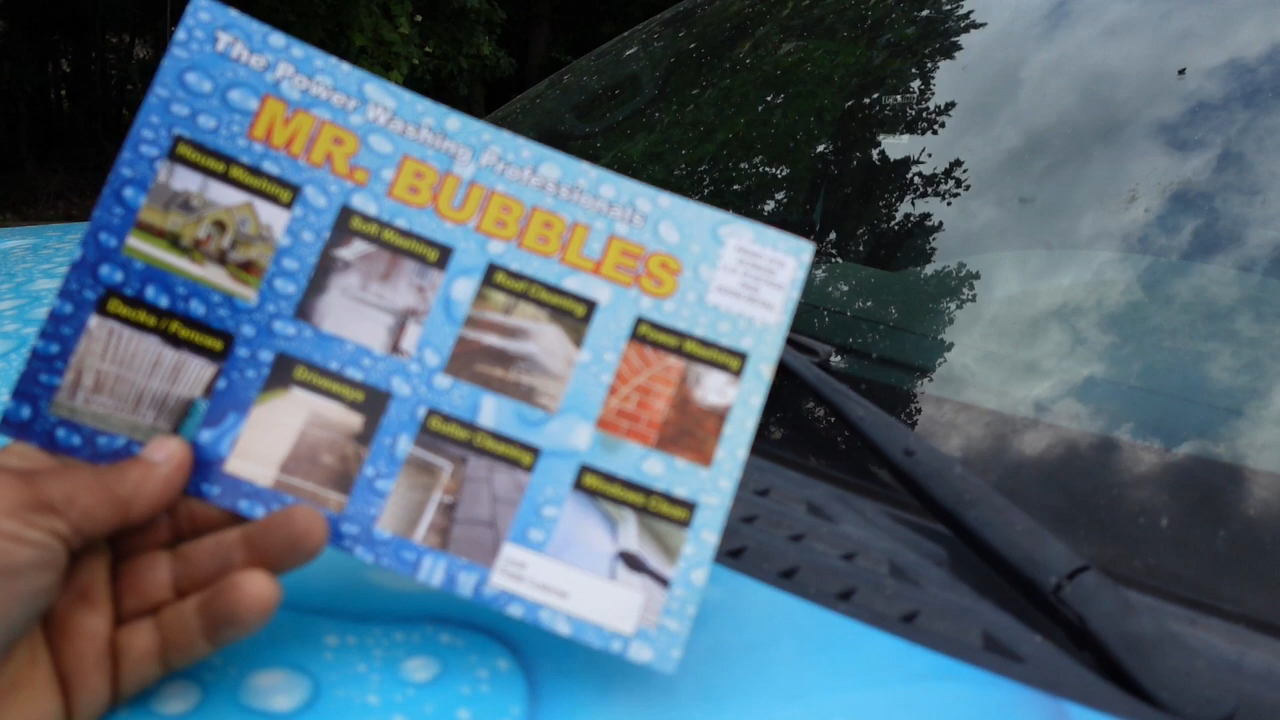 The Power Washing Professionals
MR. BUBBLES
House Washing
Soft Washing
Roof Cleaning
Power Washing
Decks / Fences
Driveways
Gutter Cleaning
Windows Clean